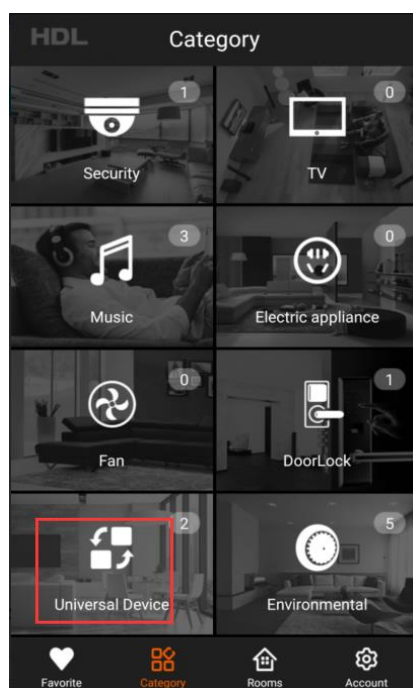 HDL
Category
1
0
Security
TV
3
0
Music
Electric appliance
0
1
Fan
DoorLock
2
5
Universal Device
Environmental
Favorite
Category
Rooms
Account